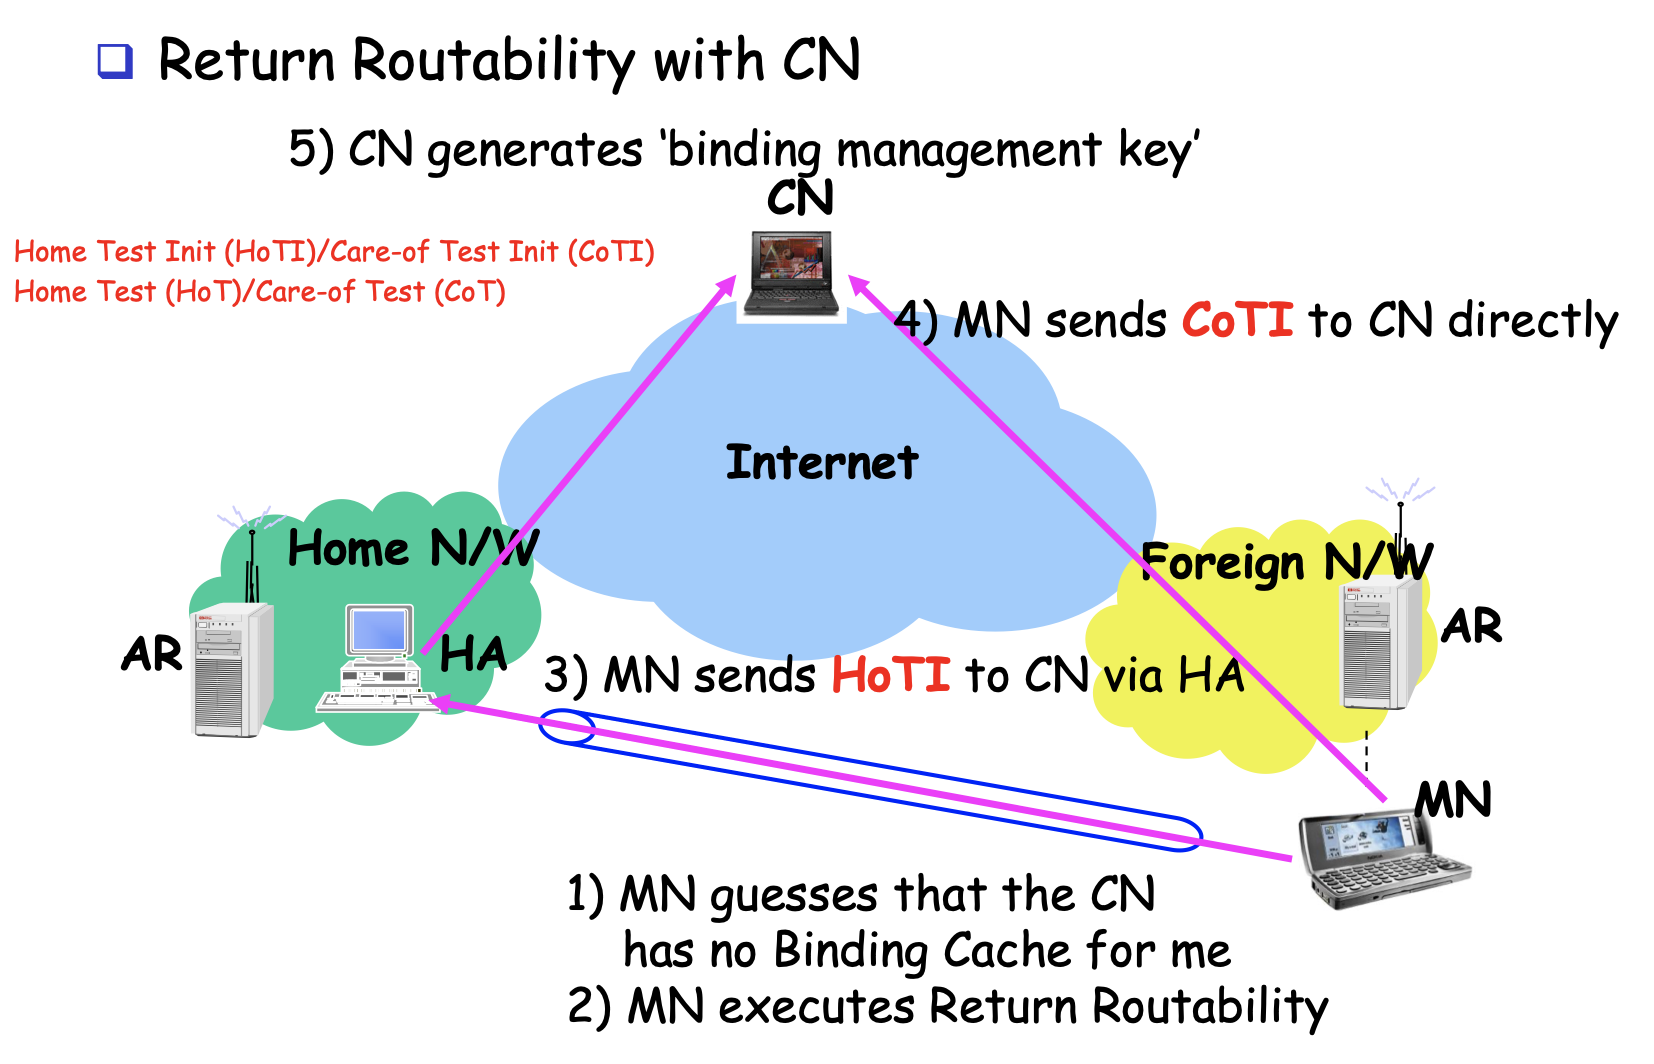 Return Routability with CN
5) CN generates ‘binding management key’
CN
Home Test Init (HoTI)/Care-of Test Init (CoTI)
Home Test (HoT)/Care-of Test (CoT)
4) MN sends CoTI to CN directly
Internet
Home N/W
Foreign N/W
AR
HA
AR
3) MN sends HoTI to CN via HA
MN
1) MN guesses that the CN
has no Binding Cache for me
2) MN executes Return Routability